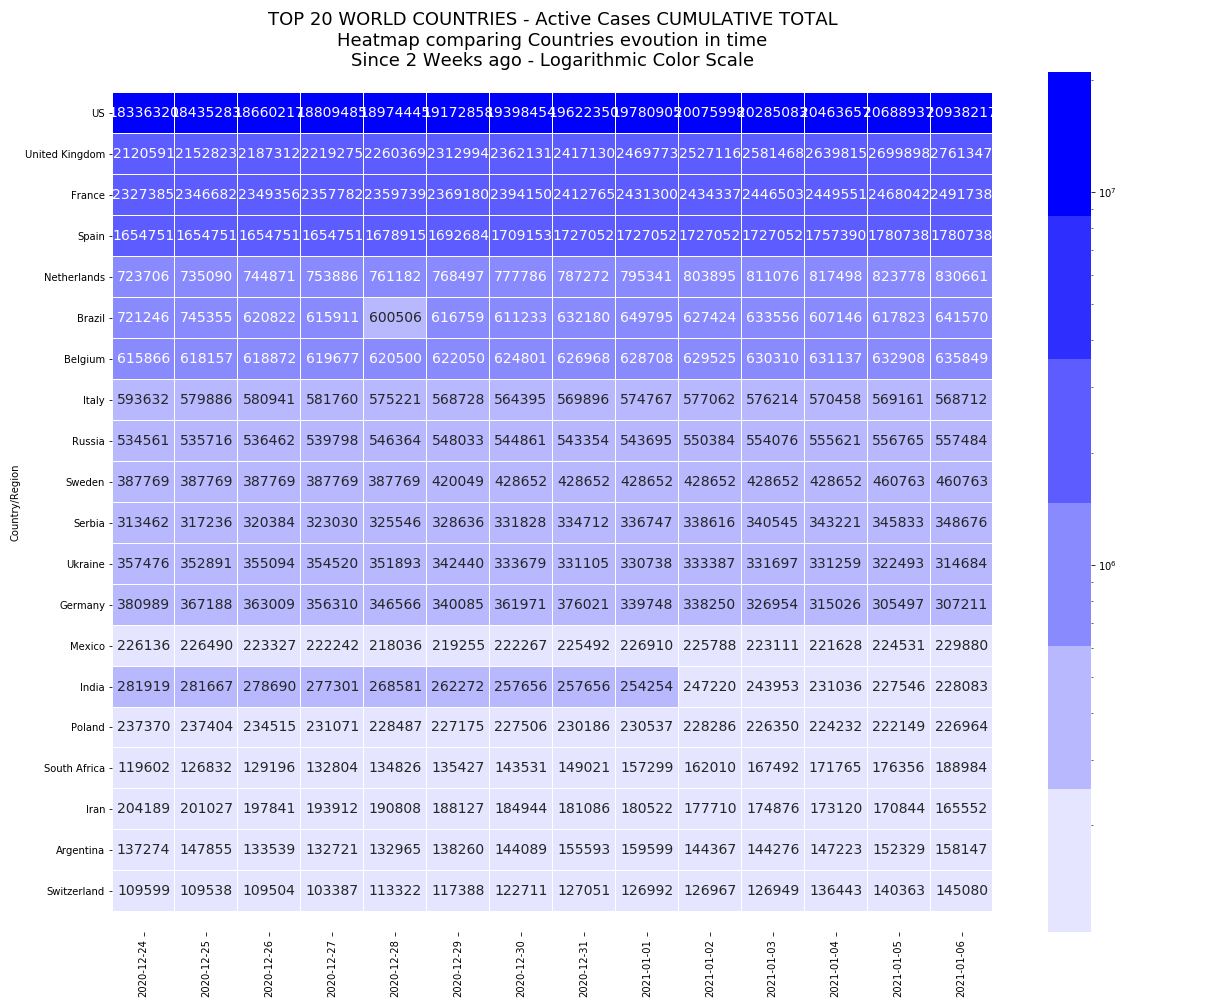 TOP 20 WORLD COUNTRIES - Active Cases CUMULATIVE TOTAL
Heatmap comparing Countries evoution in time
Since 2 Weeks ago - Logarithmic Color Scale
US 18336320 18435283 18660217 18809485 18974445 19172858 19398454 19622350 19780905 20075998 20285082 20463657 20688937 20938217
United Kingdom 2120591 2152823 2187312 2219275 2260369 2312994 2362131 2417130 2469773 2527116 2581468 2639815 2699898 2761347
France 2327385 2346682 2349356 2357782 2359739 2369180 2394150 2412765 2431300 2434337 2446503 2449551 2468042 2491738
Spain 1654751 1654751 1654751 1654751 1678915 1692684 1709153 1727052 1727052 1727052 1727052 1757390 1780738 1780738
Netherlands 723706 735090 744871 753886 761182 768497 777786 787272 795341 803895 811076 817498 823778 830661
Brazil 721246 745355 620822 615911 600506 616759 611233 632180 649795 627424 633556 607146 617823 641570
Belgium 615866 618157 618872 619677 620500 622050 624801 626968 628708 629525 630310 631137 632908 635849
Italy 593632 579886 580941 581760 575221 568728 564395 569896 574767 577062 576214 570458 569161 568712
Russia 534561 535716 536462 539798 546364 548033 544861 543354 543695 550384 554076 555621 556765 557484
Sweden 387769 387769 387769 387769 387769 420049 428652 428652 428652 428652 428652 428652 460763 460763
Serbia 313462 317236 320384 323030 325546 328636 331828 334712 336747 338616 340545 343221 345833 348676
Ukraine 357476 352891 355094 354520 351893 342440 333679 331105 330738 333387 331697 331259 322493 314684
Germany 380989 367188 363009 356310 346566 340085 361971 376021 339748 338250 326954 315026 305497 307211
Mexico 226136 226490 223327 222242 218036 219255 222267 225492 226910 225788 223111 221628 224531 229880
India 281919 281667 278690 277301 268581 262272 257656 257656 254254 247220 243953 231036 227546 228083
Poland 237370 237404 234515 231071 228487 227175 227506 230186 230537 228286 226350 224232 222149 226964
South Africa 119602 126832 129196 132804 134826 135427 143531 149021 157299 162010 167492 171765 176356 188984
Iran 204189 201027 197841 193912 190808 188127 184944 181086 180522 177710 174876 173120 170844 165552
Argentina 137274 147855 133539 132721 132965 138260 144089 155593 159599 144367 144276 147223 152329 158147
Switzerland 109599 109538 109504 103387 113322 117388 122711 127051 126992 126967 126949 136443 140363 145080
2020-12-24 2020-12-25 2020-12-26 2020-12-27 2020-12-28 2020-12-29 2020-12-30 2020-12-31 2021-01-01 2021-01-02 2021-01-03 2021-01-04 2021-01-05 2021-01-06
Country/Region
10⁷
10⁶